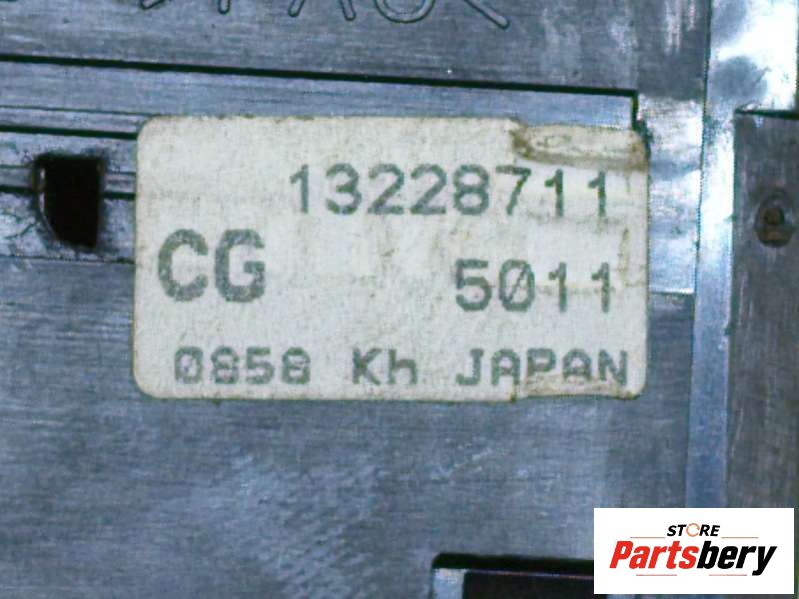 13228711
CG 5011
0858 Kh JAPAN
STORE
Partsbery